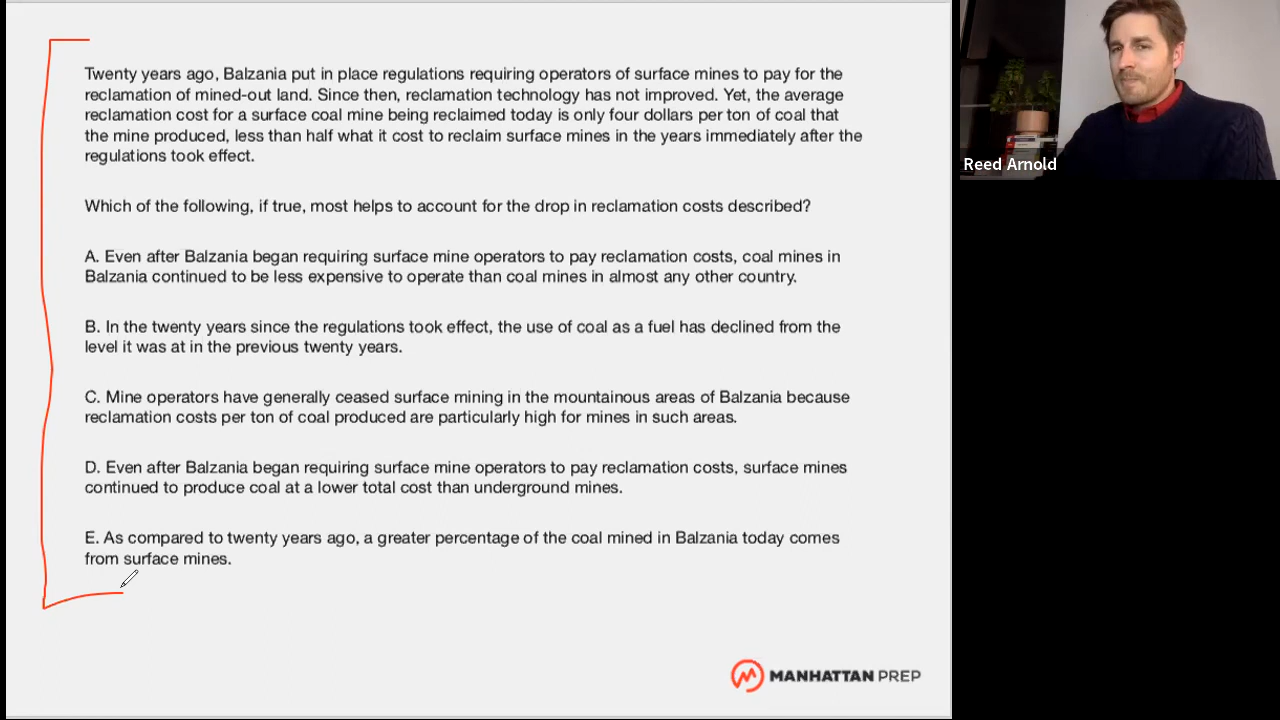 Twenty years ago, Balzania put in place regulations requiring operators of surface mines to pay for the
reclamation of mined-out land. Since then, reclamation technology has not improved. Yet, the average
reclamation cost for a surface coal mine being reclaimed today is only four dollars per ton of coal that
the mine produced, less than half what it cost to reclaim surface mines in the years immediately after the
regulations took effect.
Which of the following, if true, most helps to account for the drop in reclamation costs described?
A. Even after Balzania began requiring surface mine operators to pay reclamation costs, coal mines in
Balzania continued to be less expensive to operate than coal mines in almost any other country.
B. In the twenty years since the regulations took effect, the use of coal as a fuel has declined from the
level it was at in the previous twenty years.
C. Mine operators have generally ceased surface mining in the mountainous areas of Balzania because
reclamation costs per ton of coal produced are particularly high for mines in such areas.
D. Even after Balzania began requiring surface mine operators to pay reclamation costs, surface mines
continued to produce coal at a lower total cost than underground mines.
E. As compared to twenty years ago, a greater percentage of the coal mined in Balzania today comes
from surface mines.
MANHATTAN PREP
Reed Arnold